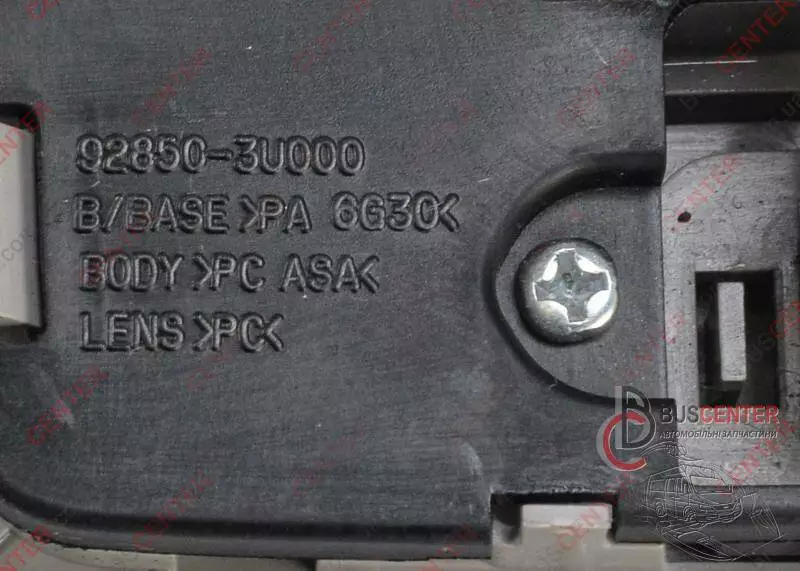 92850-3U000
B/BASE >PA 6G30<
BODY >PC ASA<
LENS >PC<
BUSCENTER
АВТОМОБІЛЬНІ ЗАПЧАСТИНИ